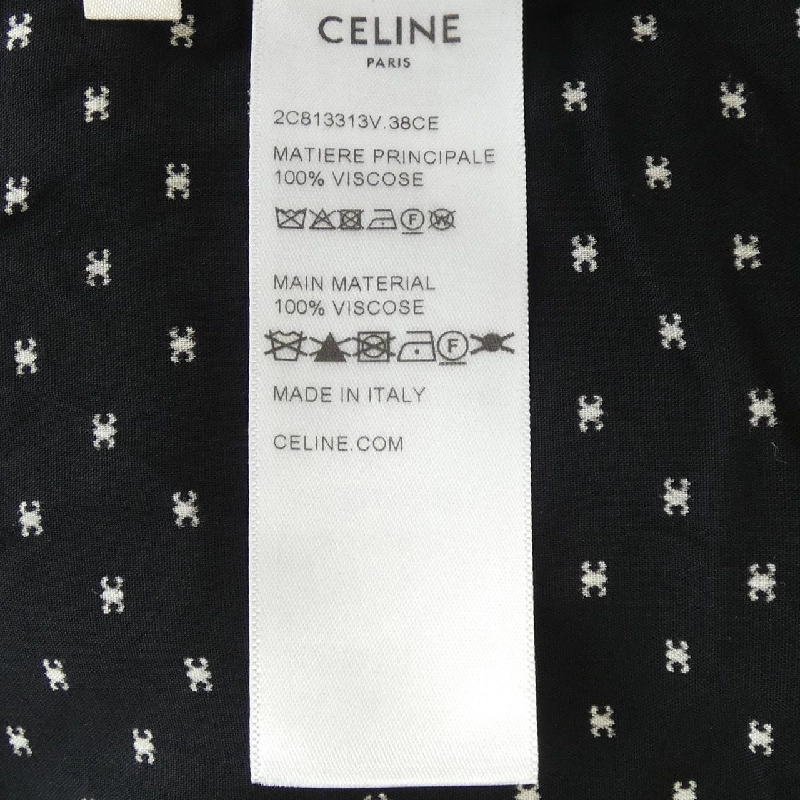 CELINE
PARIS
2C813313V.38CE
MATIERE PRINCIPALE
100% VISCOSE
F W
MAIN MATERIAL
100% VISCOSE
F
MADE IN ITALY
CELINE.COM